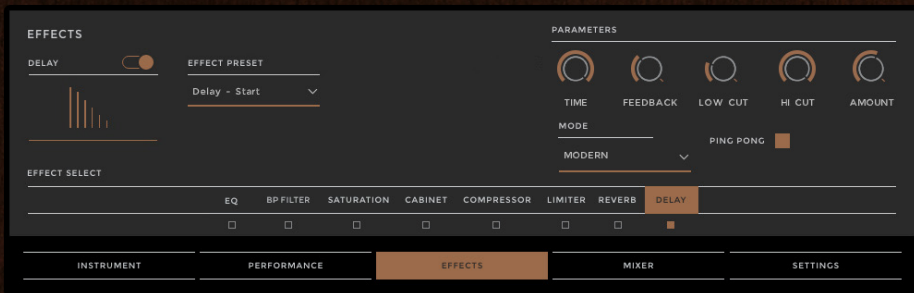 EFFECTS
DELAY
EFFECT PRESET
Delay - Start
PARAMETERS
TIME FEEDBACK LOW CUT HI CUT AMOUNT
MODE
MODERN
PING PONG
EFFECT SELECT
EQ BP FILTER SATURATION CABINET COMPRESSOR LIMITER REVERB DELAY
INSTRUMENT PERFORMANCE EFFECTS MIXER SETTINGS